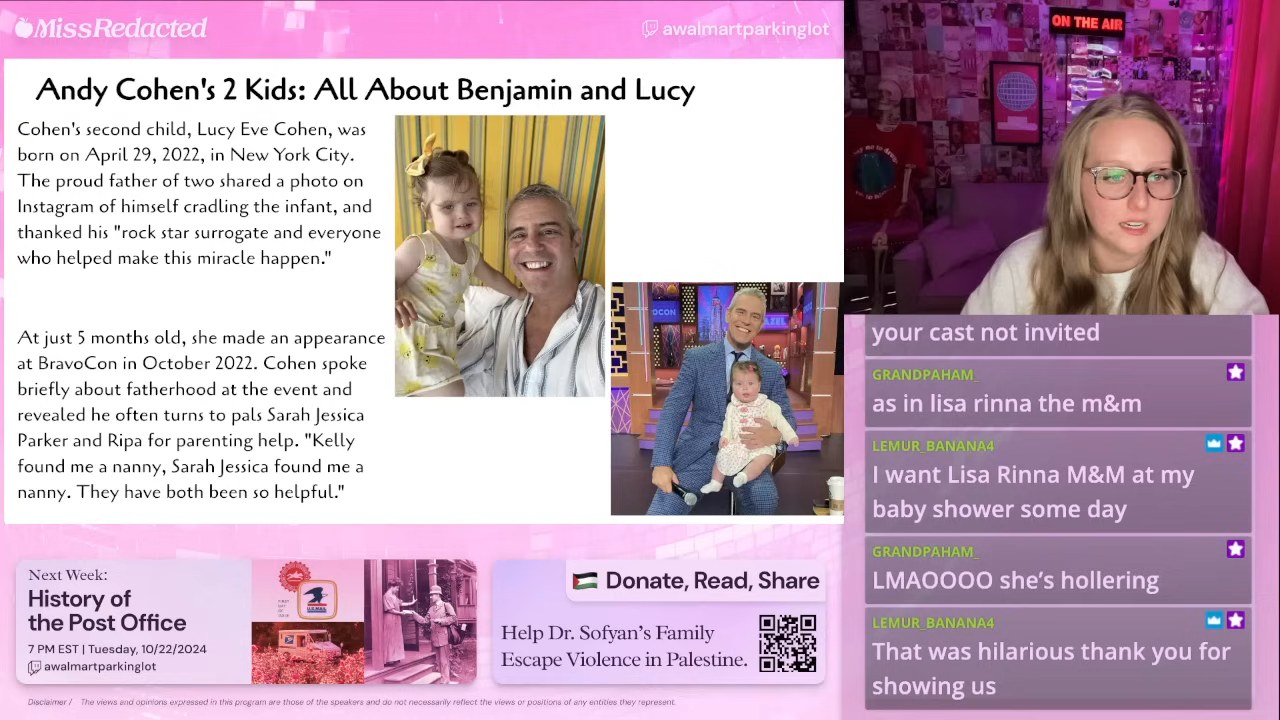 MissRedacted
awalmartparkinglot
ON THE AIR
Andy Cohen's 2 Kids: All About Benjamin and Lucy
Cohen's second child, Lucy Eve Cohen, was
born on April 29, 2022, in New York City.
The proud father of two shared a photo on
Instagram of himself cradling the infant, and
thanked his "rock star surrogate and everyone
who helped make this miracle happen."
At just 5 months old, she made an appearance
at BravoCon in October 2022. Cohen spoke
briefly about fatherhood at the event and
revealed he often turns to pals Sarah Jessica
Parker and Ripa for parenting help. "Kelly
found me a nanny, Sarah Jessica found me a
nanny. They have both been so helpful."
your cast not invited
GRANDPAHAM_
as in lisa rinna the m&m
LEMUR_BANANA4
I want Lisa Rinna M&M at my
baby shower some day
GRANDPAHAM_
LMAOOOO she's hollering
LEMUR_BANANA4
That was hilarious thank you for
showing us
Next Week:
History of
the Post Office
7 PM EST | Tuesday, 10/22/2024
awalmartparkinglot
U.S. MAIL
Donate, Read, Share
Help Dr. Sofyan's Family
Escape Violence in Palestine.
Disclaimer / The views and opinions expressed in this program are those of the speakers and do not necessarily reflect the views or positions of any entities they represent.